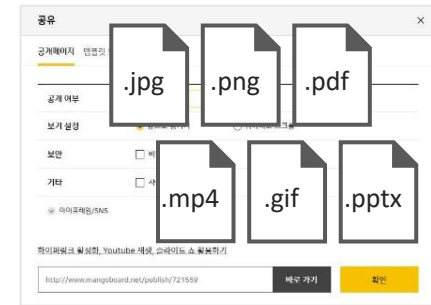 공유 ×
공개페이지 템플릿
.jpg .png .pdf
공개 여부
보기 설정
보안
기타
.mp4 .gif .pptx
아이프레임/SNS
하이퍼링크 활성화, Youtube 재생, 슬라이드 쇼 활용하기
http://www.mangoboard.net/publish/721559 바로 가기 확인